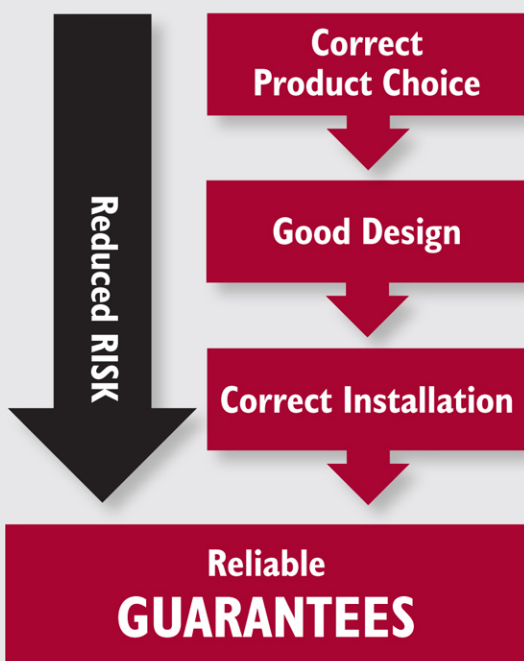 Correct
Product Choice
Reduced RISK
Good Design
Correct Installation
Reliable
GUARANTEES